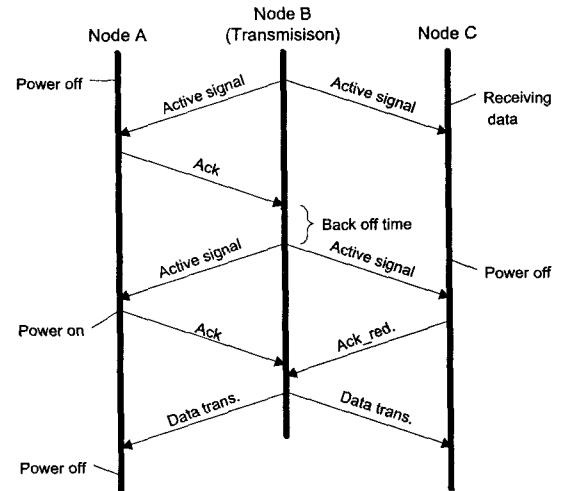 Node A
Node B
(Transmisison)
Node C
Power off
Active signal
Active signal
Receiving
data
Ack
Back off time
Active signal
Active signal
Power off
Power on
Ack
Ack_red.
Data trans.
Data trans.
Power off